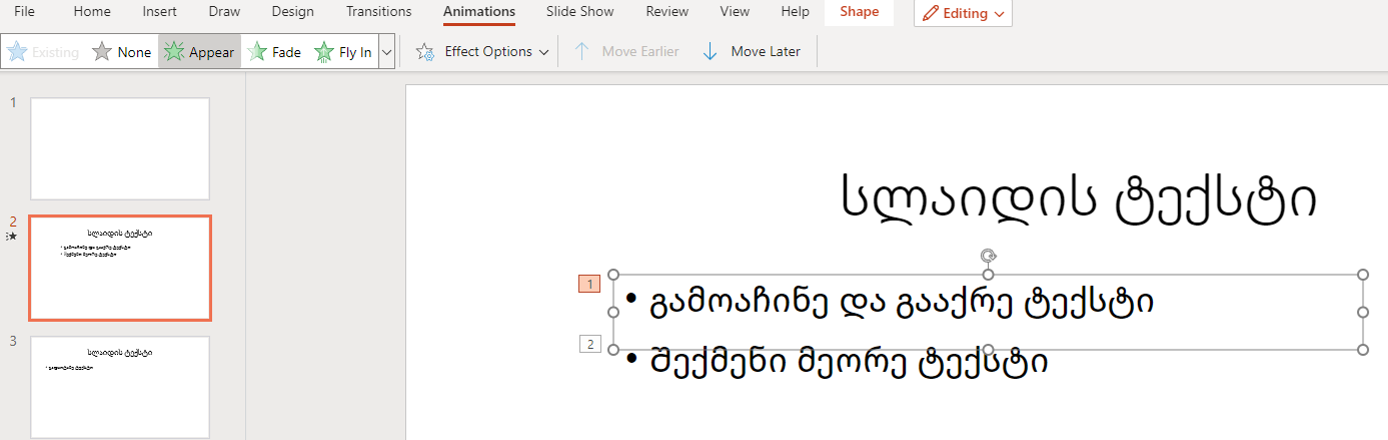 File Home Insert Draw Design Transitions Animations Slide Show Review View Help Shape Editing
Existing None Appear Fade Fly In Effect Options Move Earlier Move Later
1
2
სლაიდის ტექსტი
• გამოაჩინე და გააქრე ტექსტი
• შექმენი მეორე ტექსტი
3
სლაიდის ტექსტი
სლაიდის ტექსტი
1
• გამოაჩინე და გააქრე ტექსტი
2
• შექმენი მეორე ტექსტი